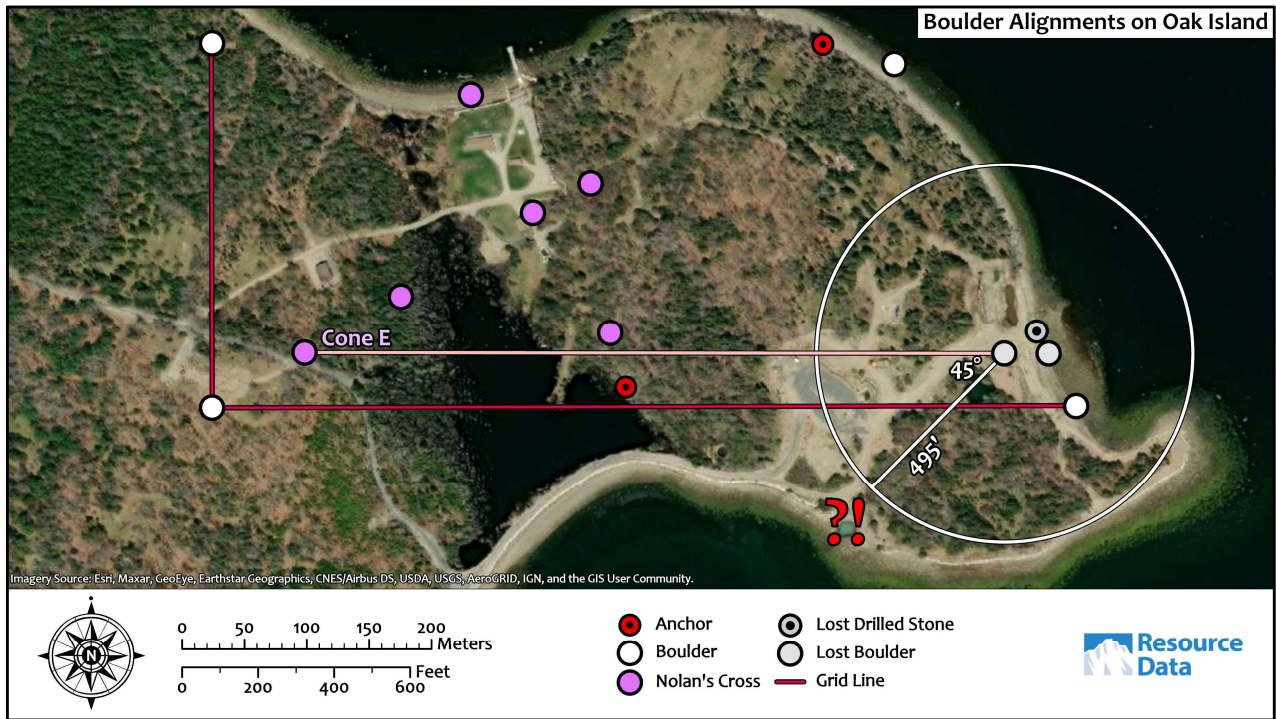 Boulder Alignments on Oak Island
Cone E
45°
495'
?!
Imagery Source: Esri, Maxar, GeoEye, Earthstar Geographics, CNES/Airbus DS, USDA, USGS, AeroGRID, IGN, and the GIS User Community.
N
0 50 100 150 200
Meters
Feet
0 200 400 600
Anchor
Boulder
Nolan's Cross
Lost Drilled Stone
Lost Boulder
Grid Line
Resource
Data